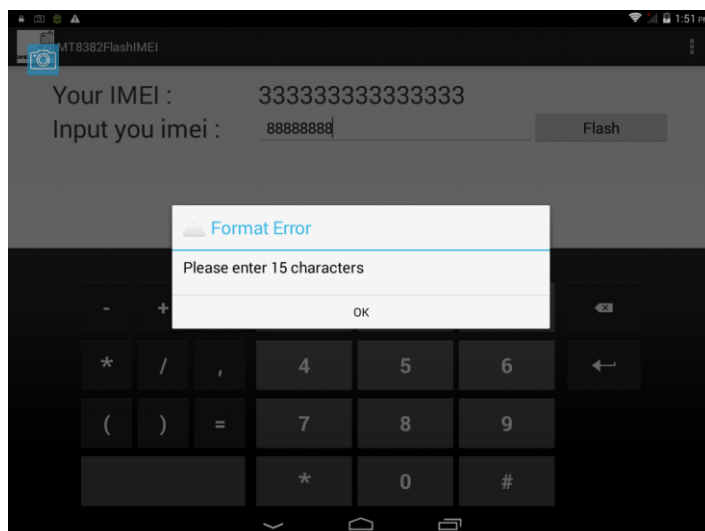 1:51 PM
MT8382FlashIMEI
Your IMEI : 333333333333333
Input you imei : 88888888 Flash
Format Error
Please enter 15 characters
OK
- +
* / , 4 5 6
( ) = 7 8 9
* 0 #